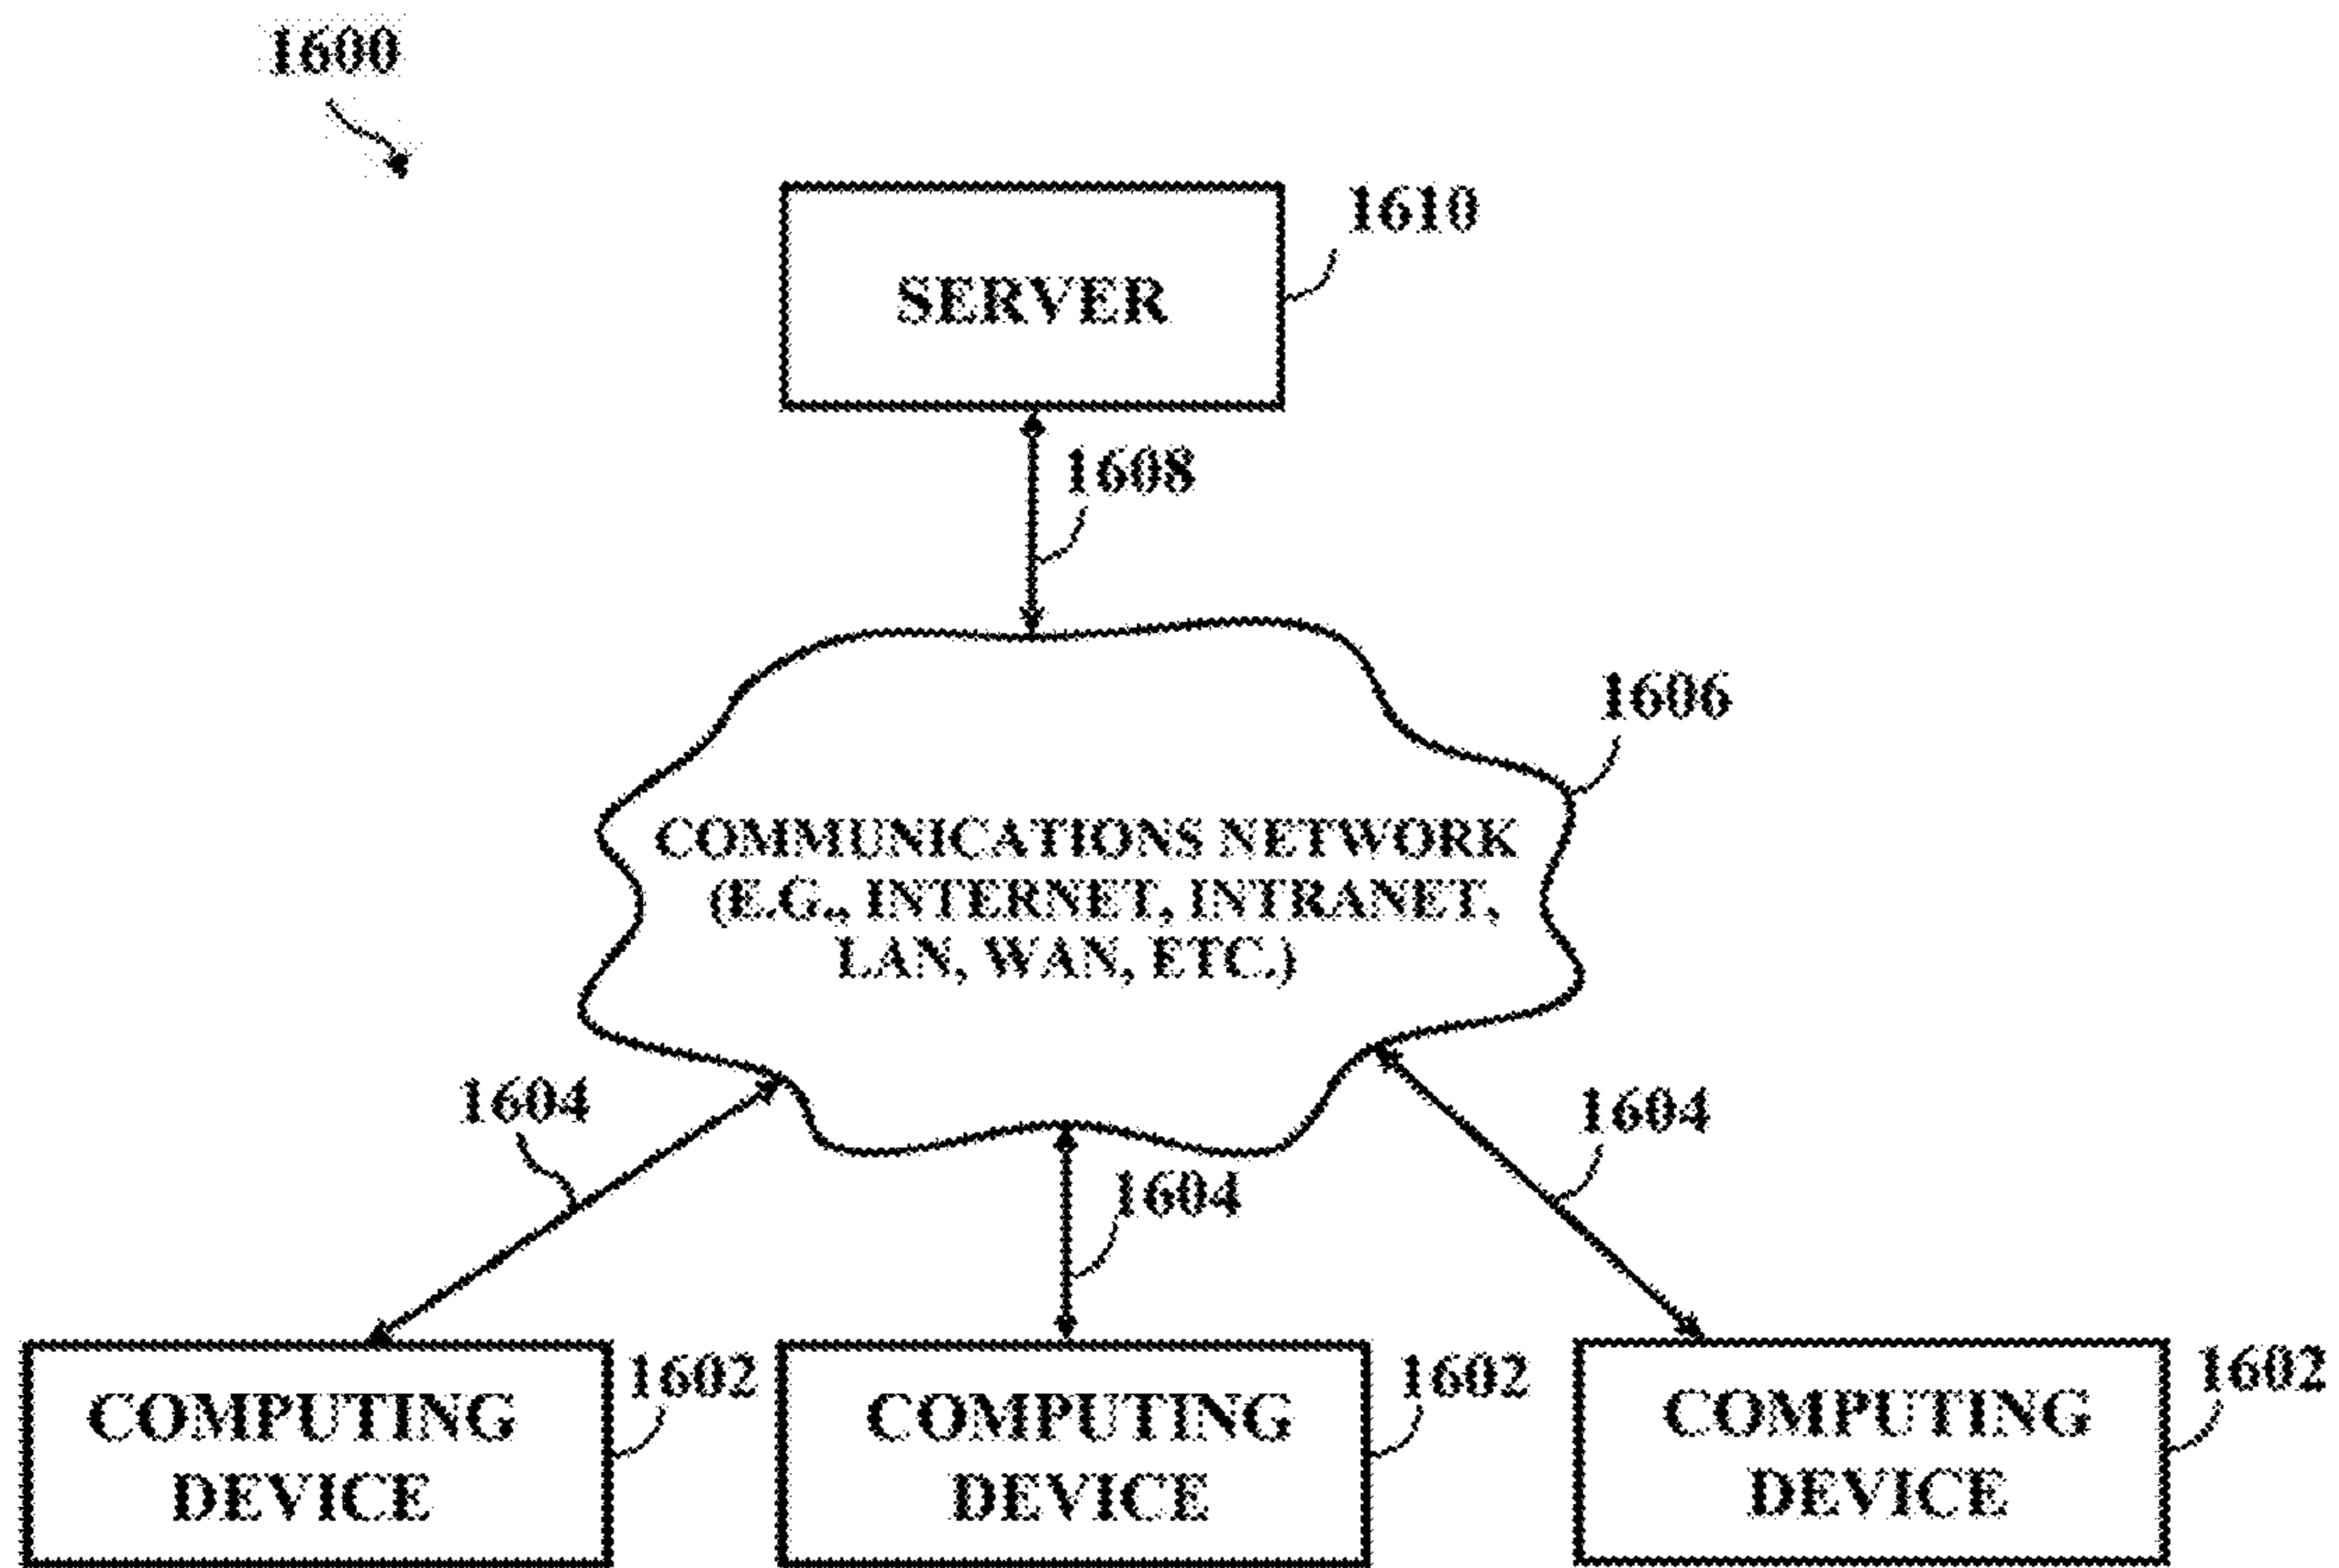 1600
1610
SERVER
1608
1606
COMMUNICATIONS NETWORK
(E.G., INTERNET, INTRANET,
LAN, WAN, ETC.)
1604
1604
1604
1602
COMPUTING
DEVICE
1602
COMPUTING
DEVICE
1602
COMPUTING
DEVICE